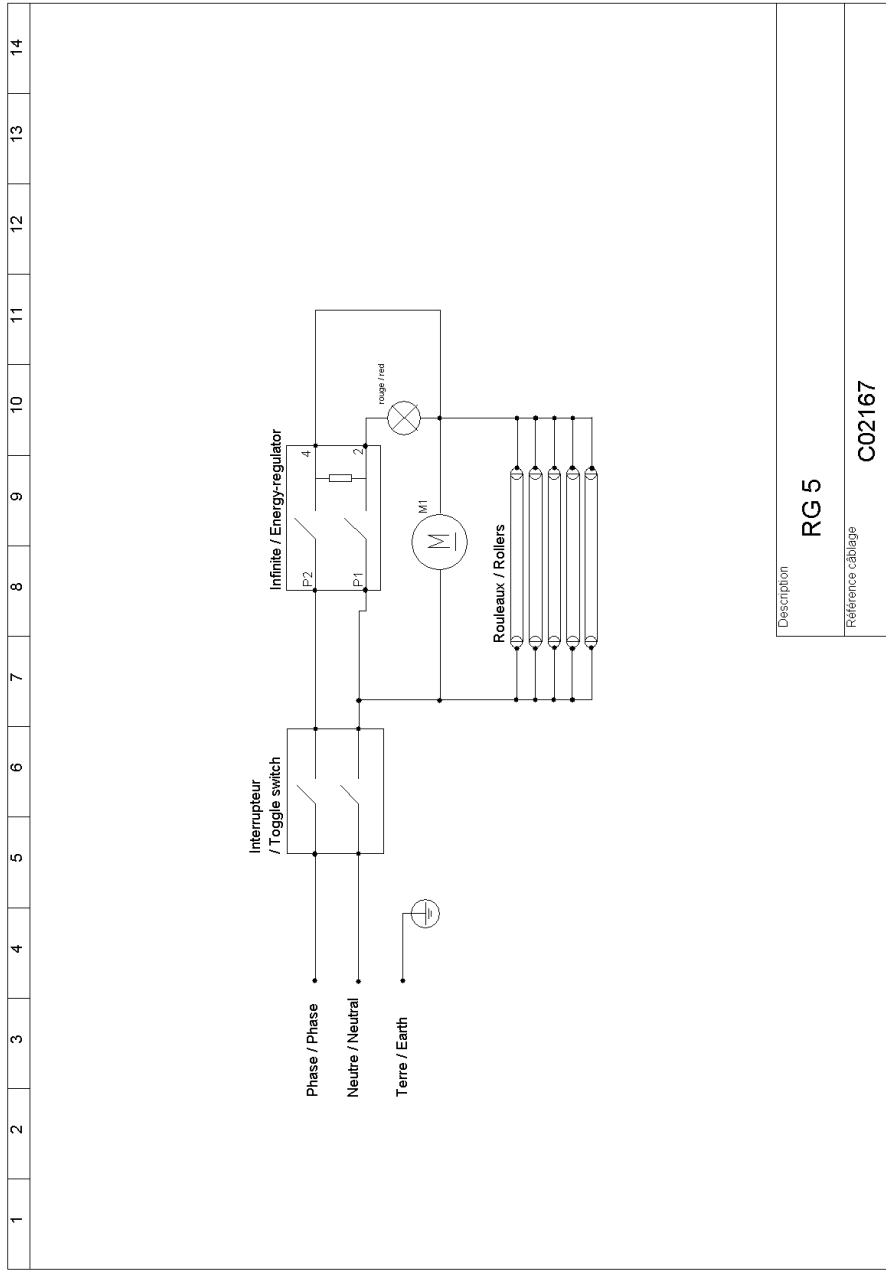 1 2 3 4 5 6 7 8 9 10 11 12 13 14
Interrupteur
/ Toggle switch
Infinite / Energy-regulator
P2
4
P1
2
rouge / red
Phase / Phase
Neutre / Neutral
Terre / Earth
M
M1
Rouleaux / Rollers
Description
RG 5
Référence câblage
C02167